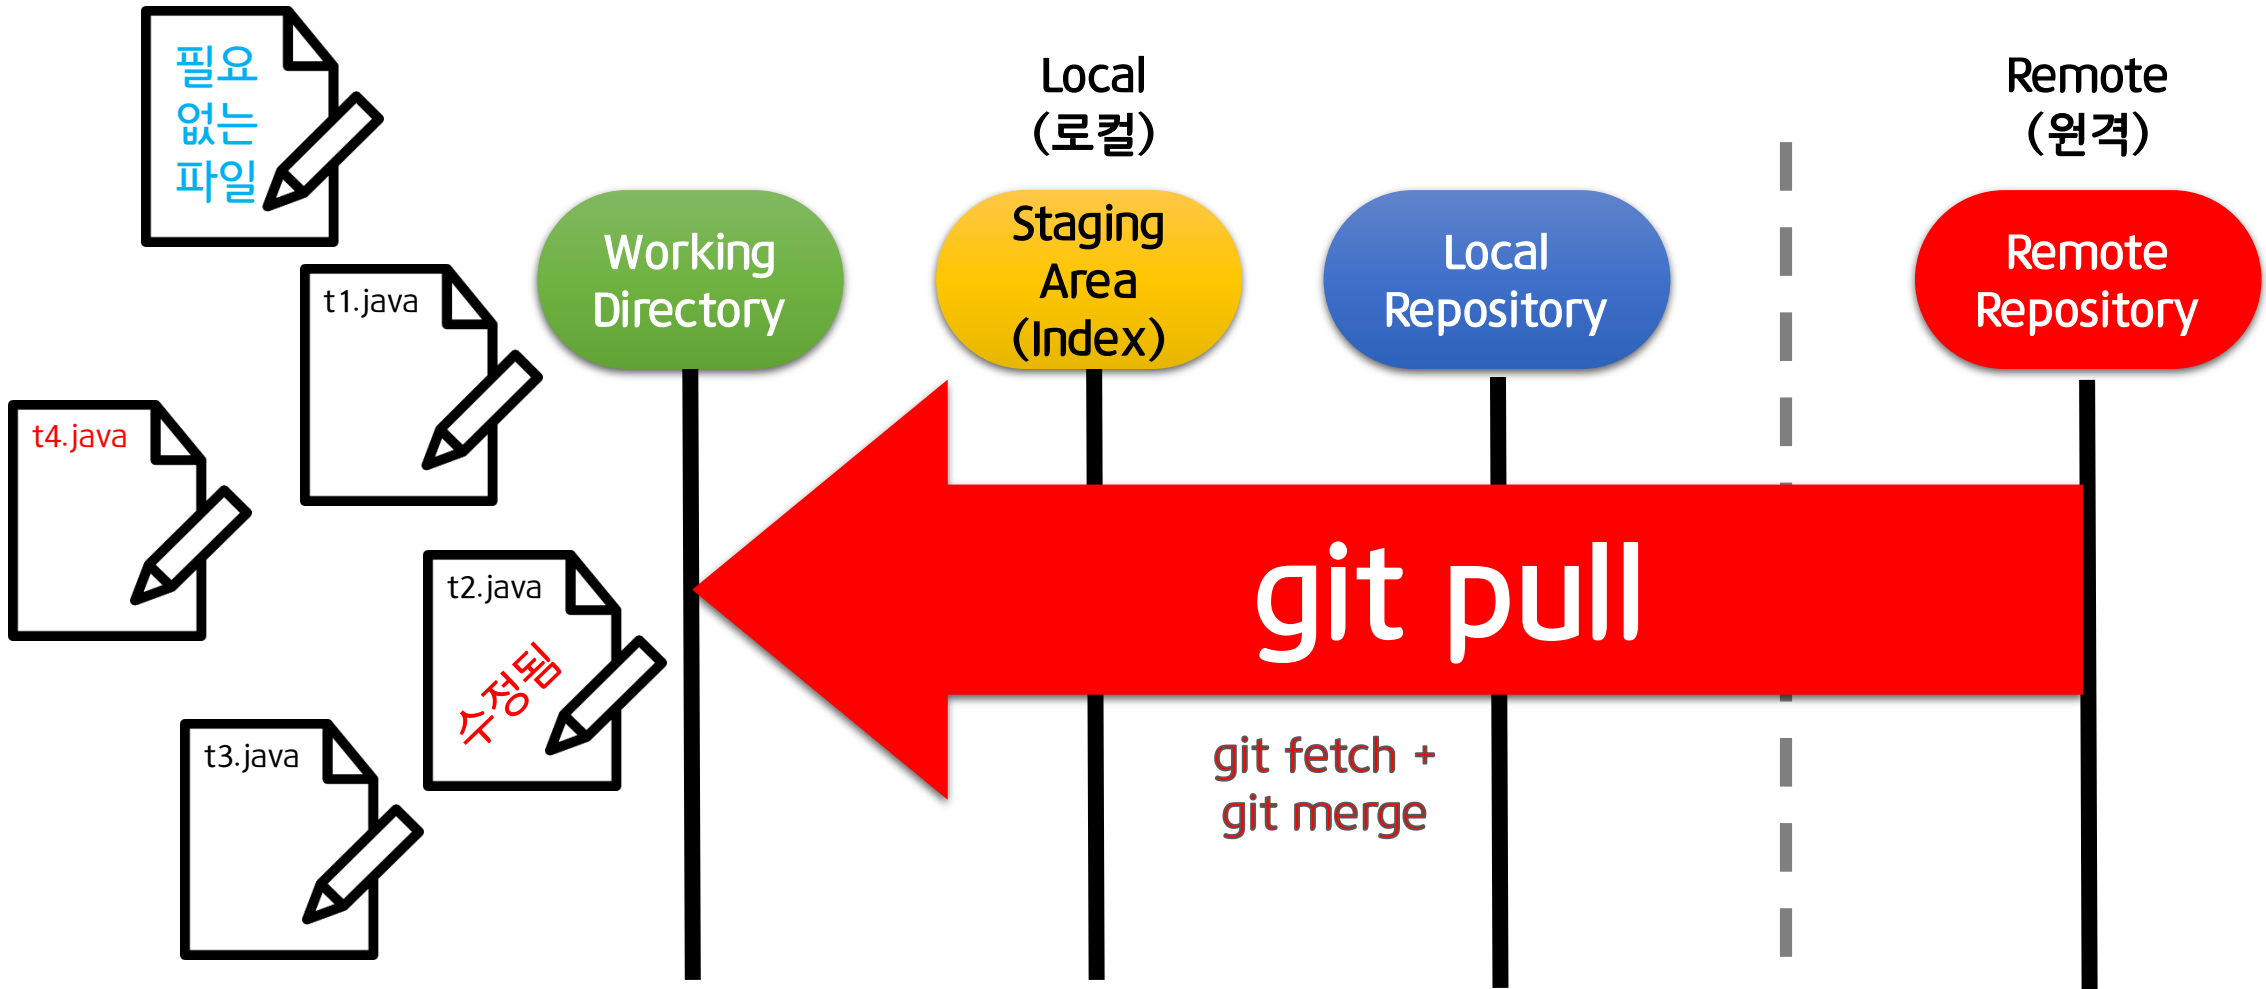 필요
없는
파일
t1.java
t4.java
t2.java
수정됨
t3.java
Local
(로컬)
Remote
(원격)
Working
Directory
Staging
Area
(Index)
Local
Repository
Remote
Repository
git pull
git fetch +
git merge